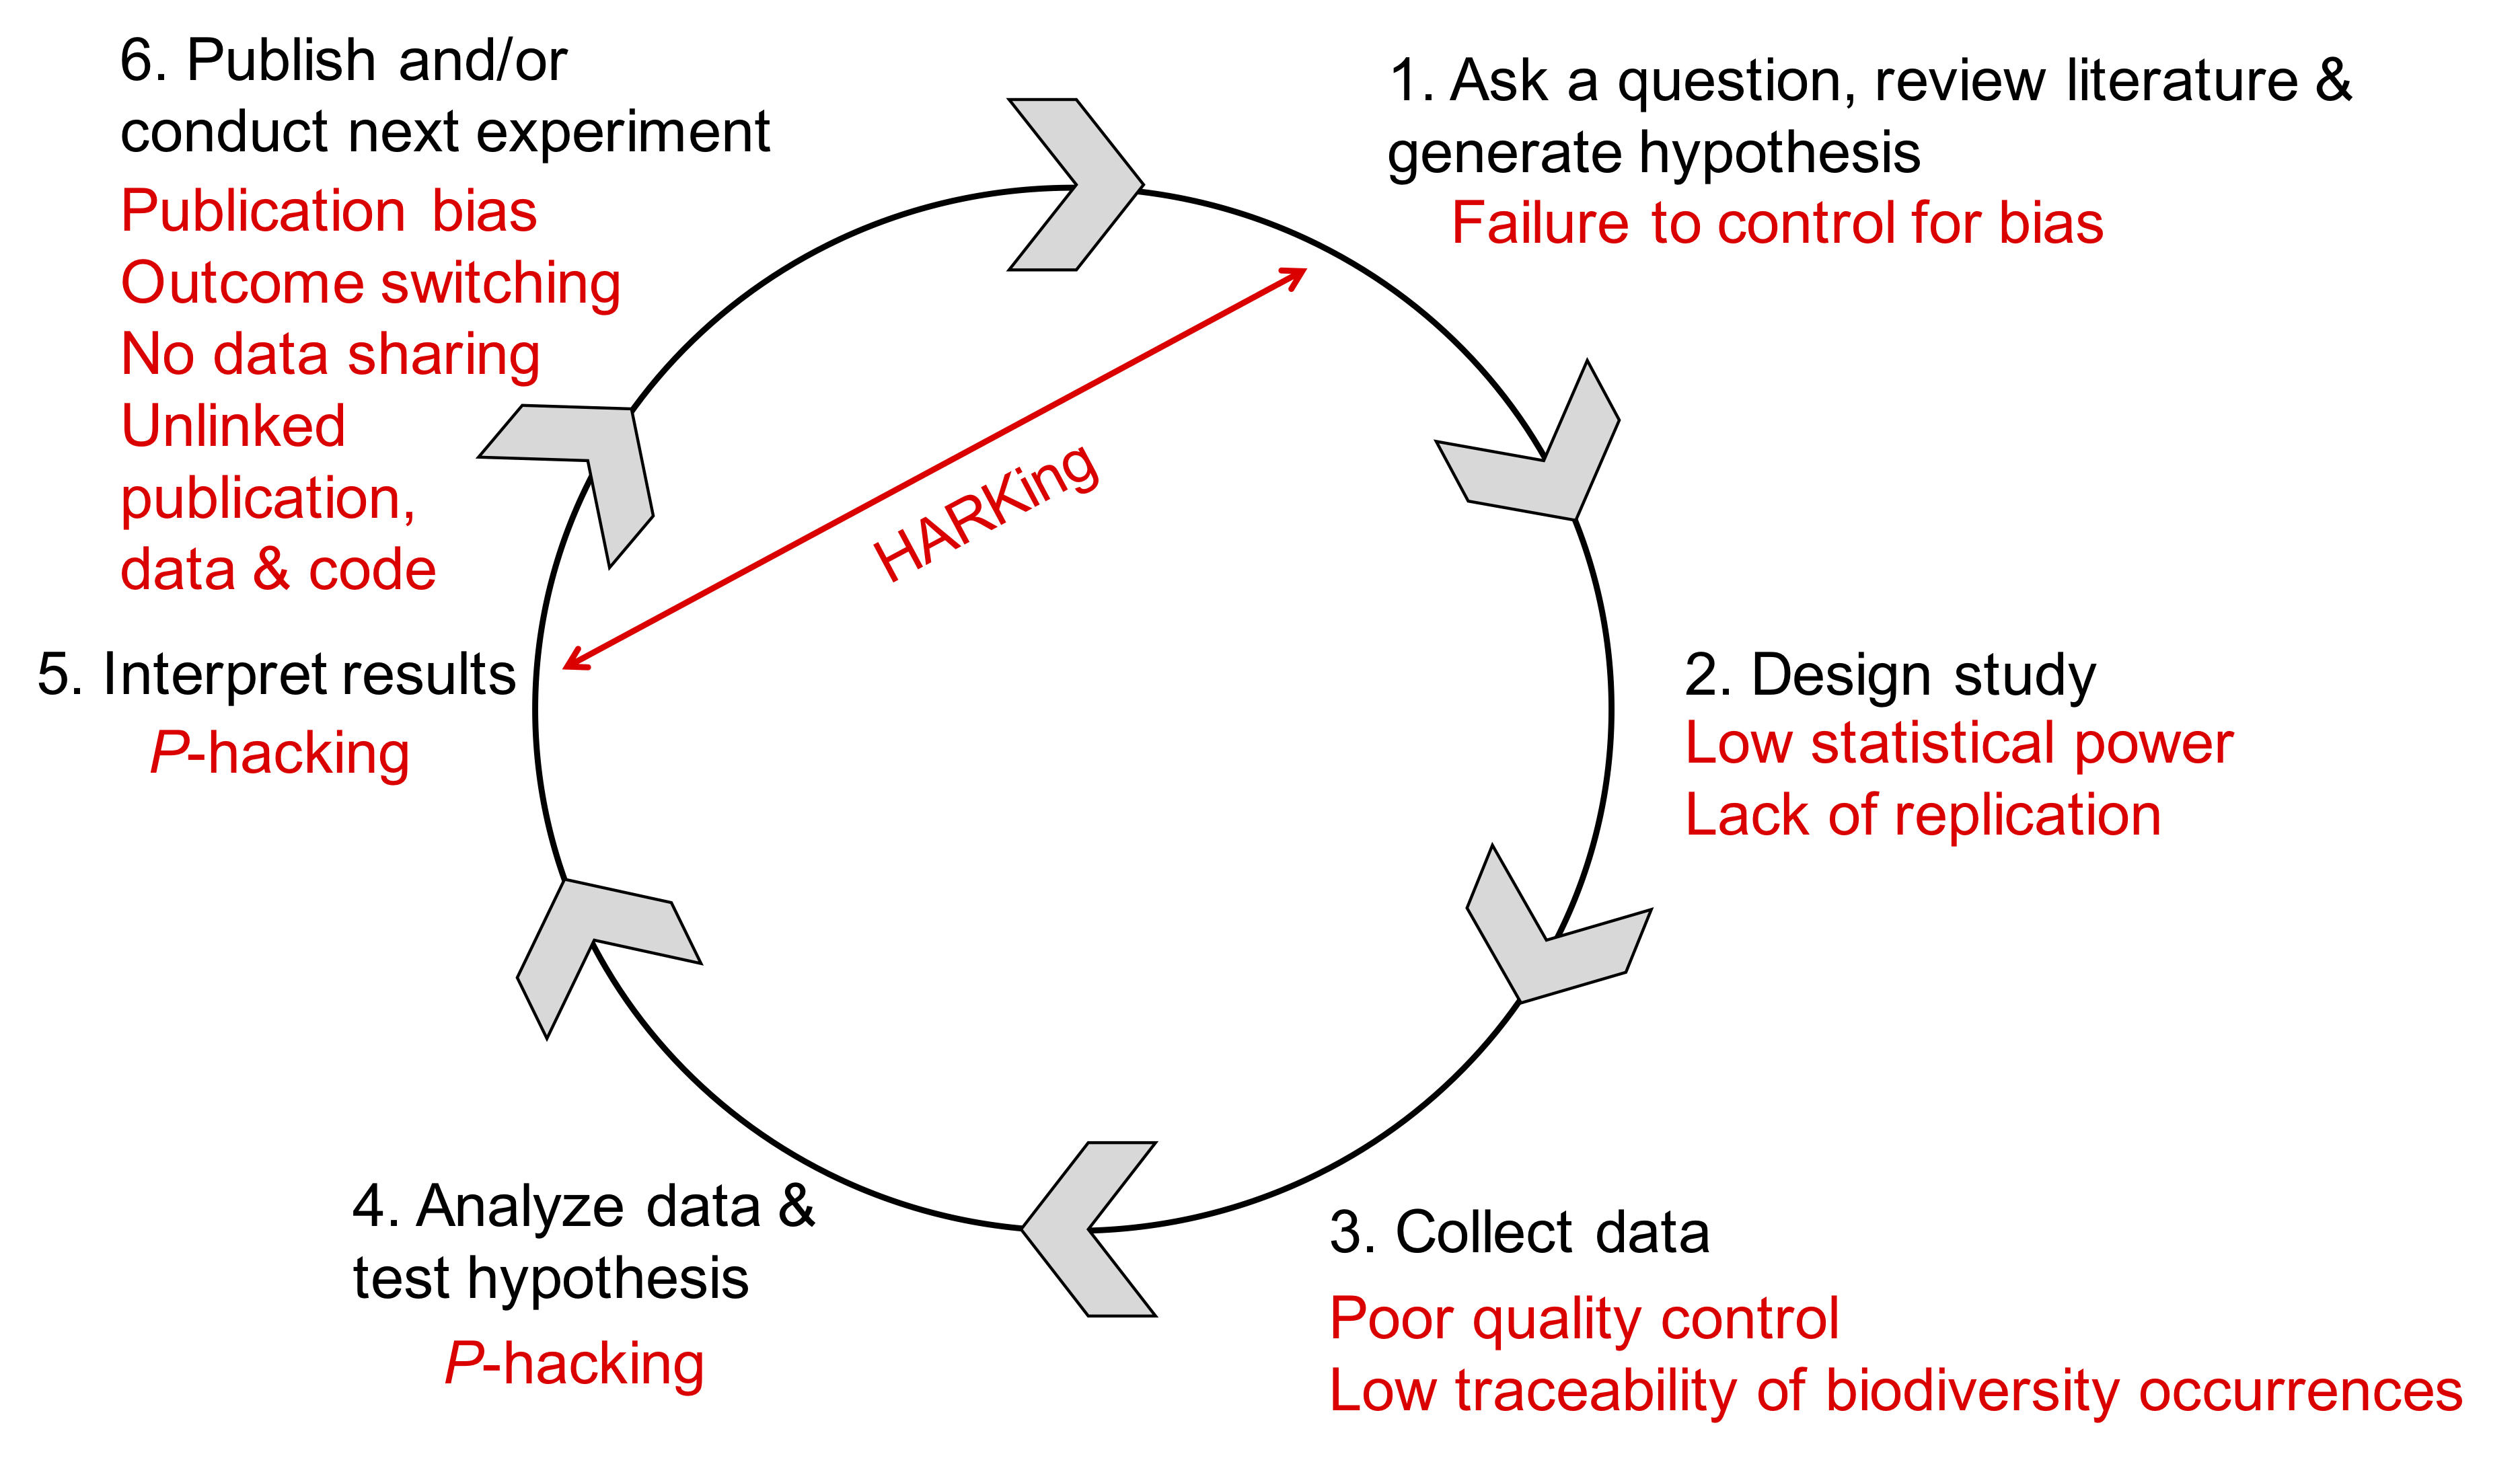 6. Publish and/or
conduct next experiment
Publication bias
Outcome switching
No data sharing
Unlinked
publication,
data & code
1. Ask a question, review literature &
generate hypothesis
Failure to control for bias
HARKing
5. Interpret results
P-hacking
2. Design study
Low statistical power
Lack of replication
4. Analyze data &
test hypothesis
P-hacking
3. Collect data
Poor quality control
Low traceability of biodiversity occurrences